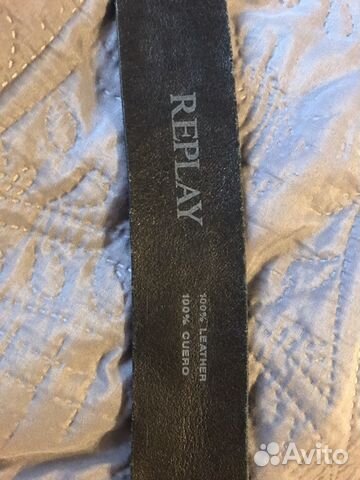 REPLAY
100% LEATHER
100% CUERO
Avito